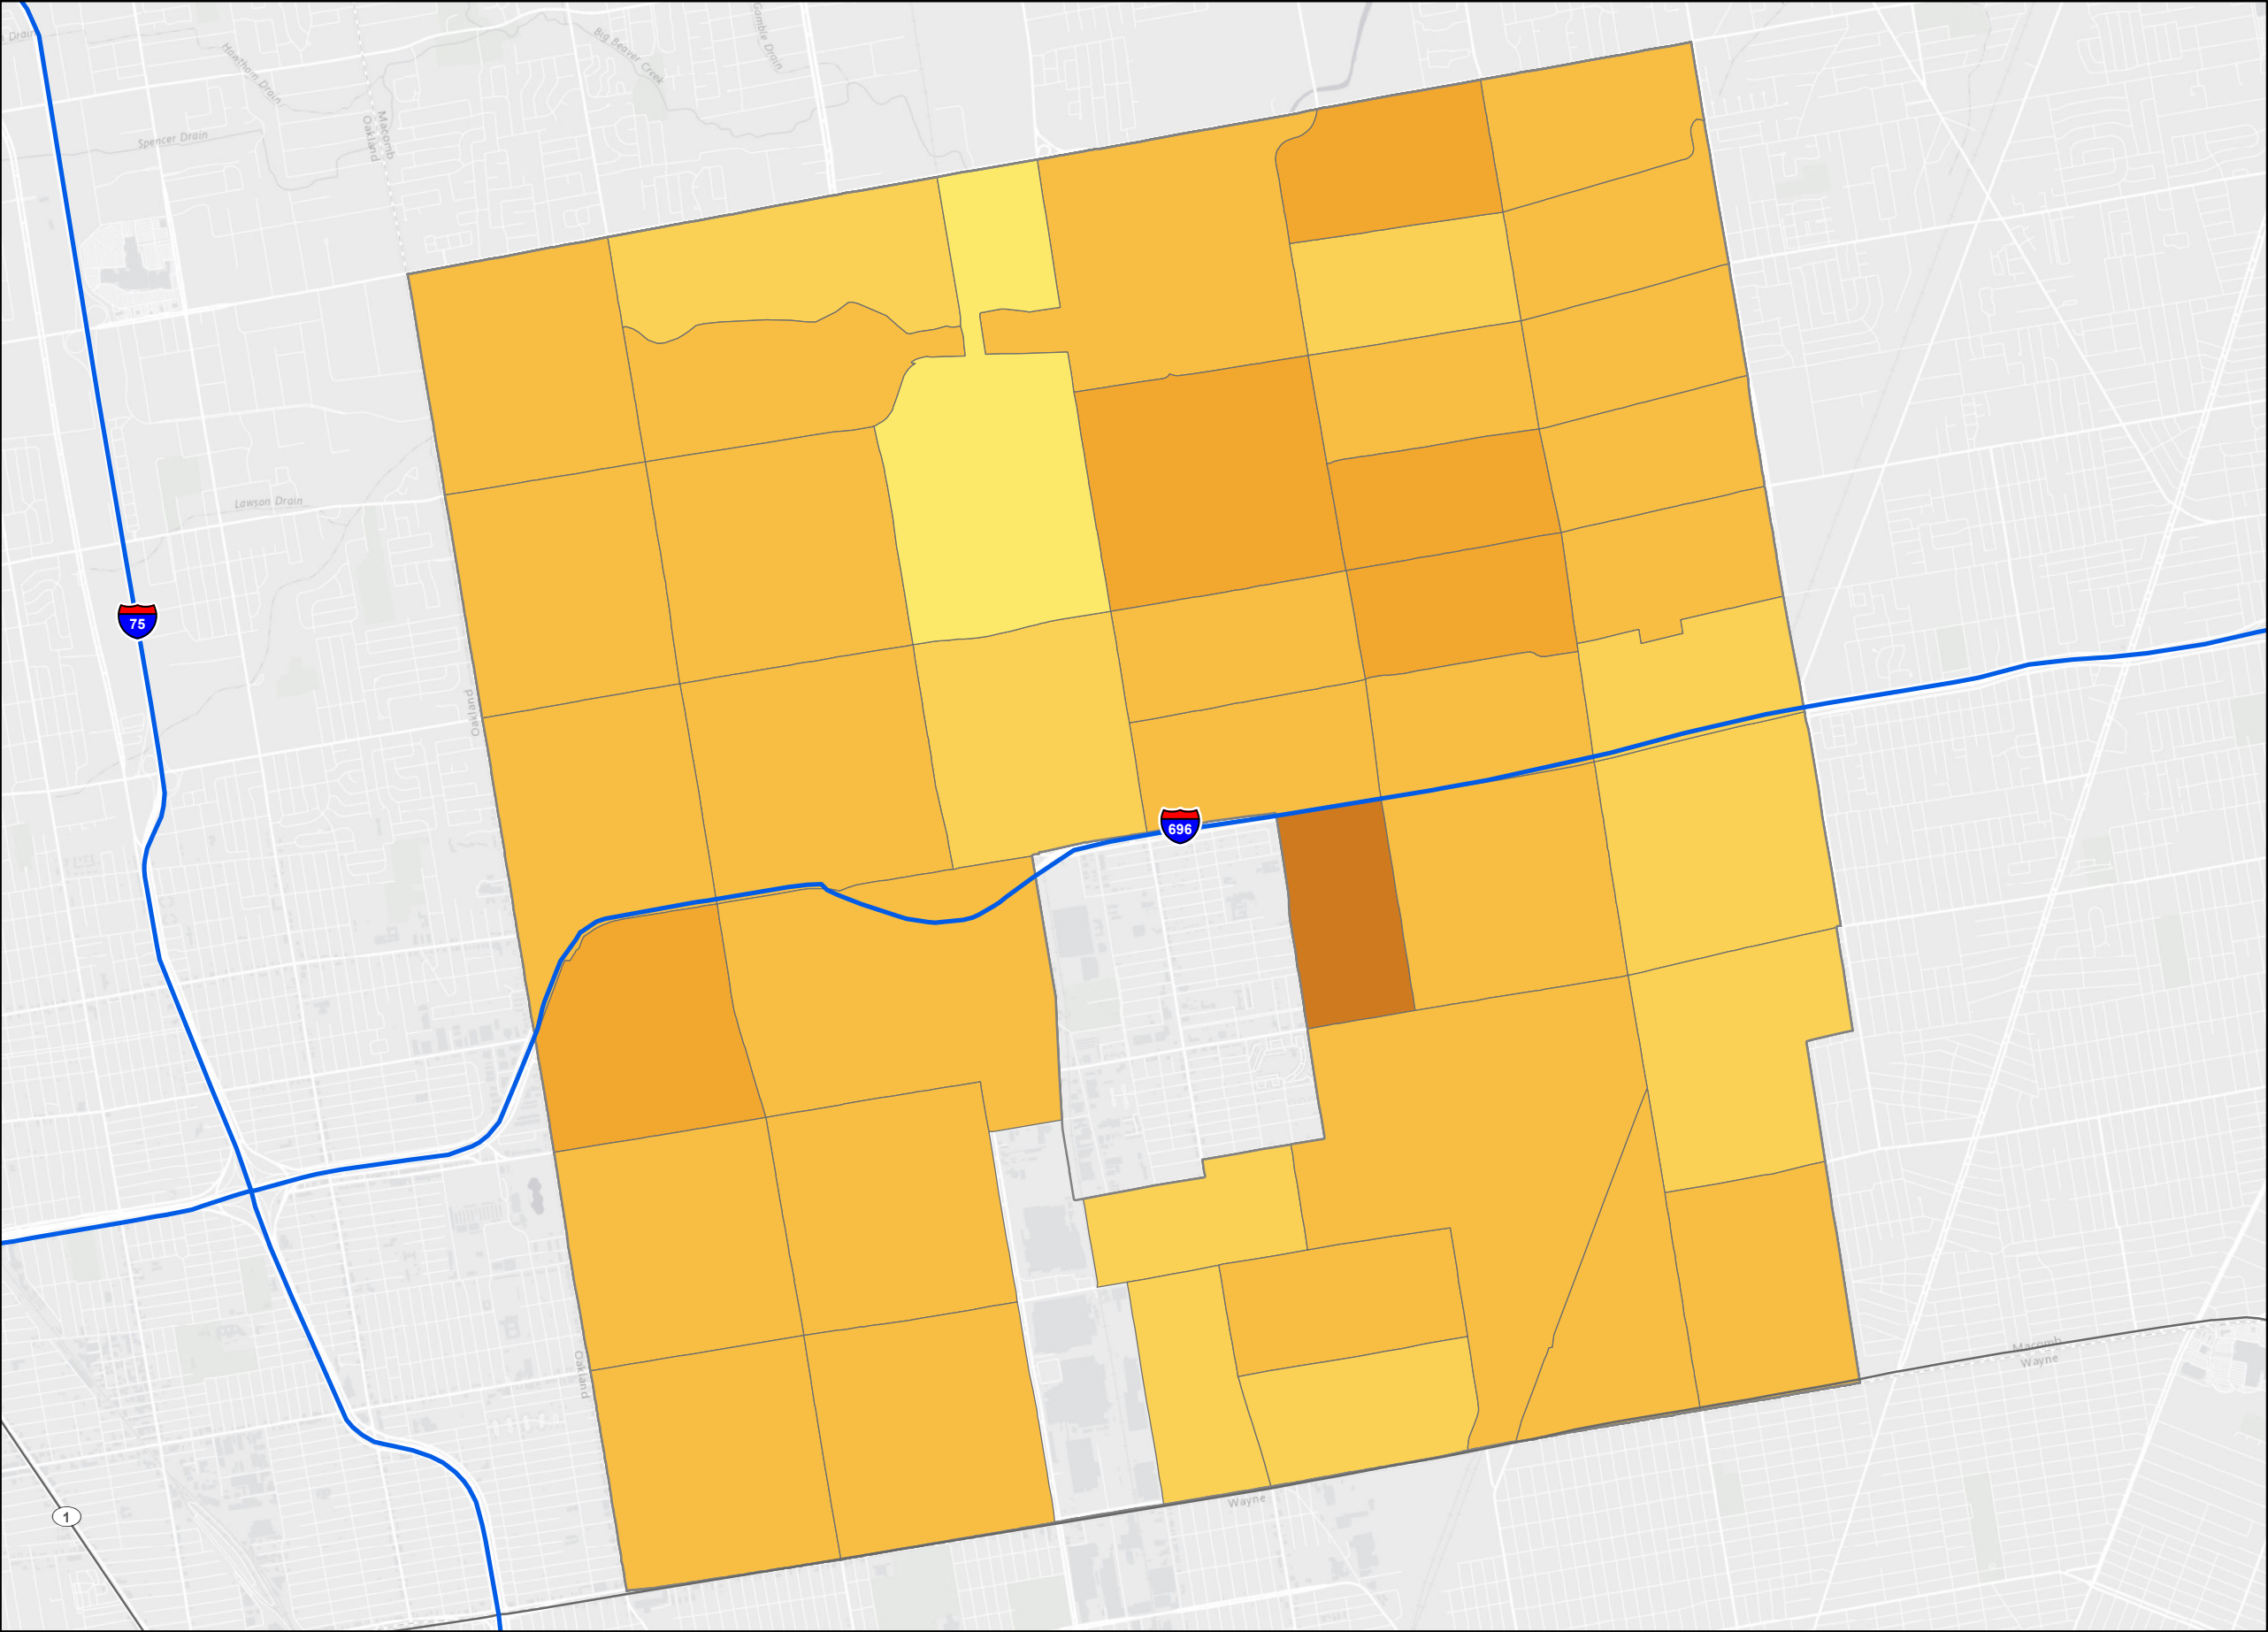 Drain
Hawthorn Drain
Spencer Drain
Macomb
Oakland
Big Beaver Creek
Gamble Drain
Lawson Drain
75
Oakland
696
Oakland
Macomb
Wayne
Wayne
1